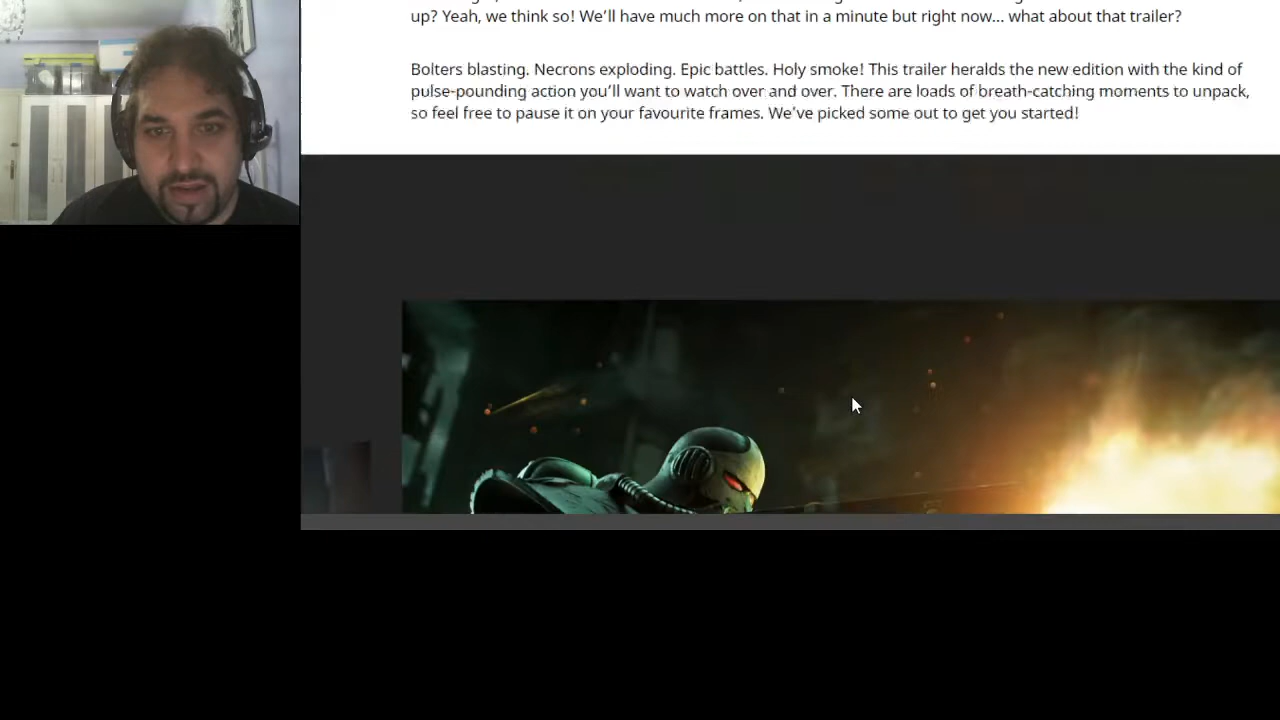 up? Yeah, we think so! We’ll have much more on that in a minute but right now... what about that trailer?
Bolters blasting. Necrons exploding. Epic battles. Holy smoke! This trailer heralds the new edition with the kind of
pulse-pounding action you’ll want to watch over and over. There are loads of breath-catching moments to unpack,
so feel free to pause it on your favourite frames. We’ve picked some out to get you started!